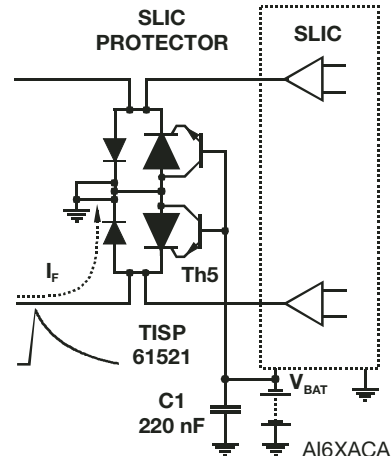 SLIC
PROTECTOR
SLIC
IF
Th5
TISP
61521
C1
220 nF
VBAT
AI6XACA